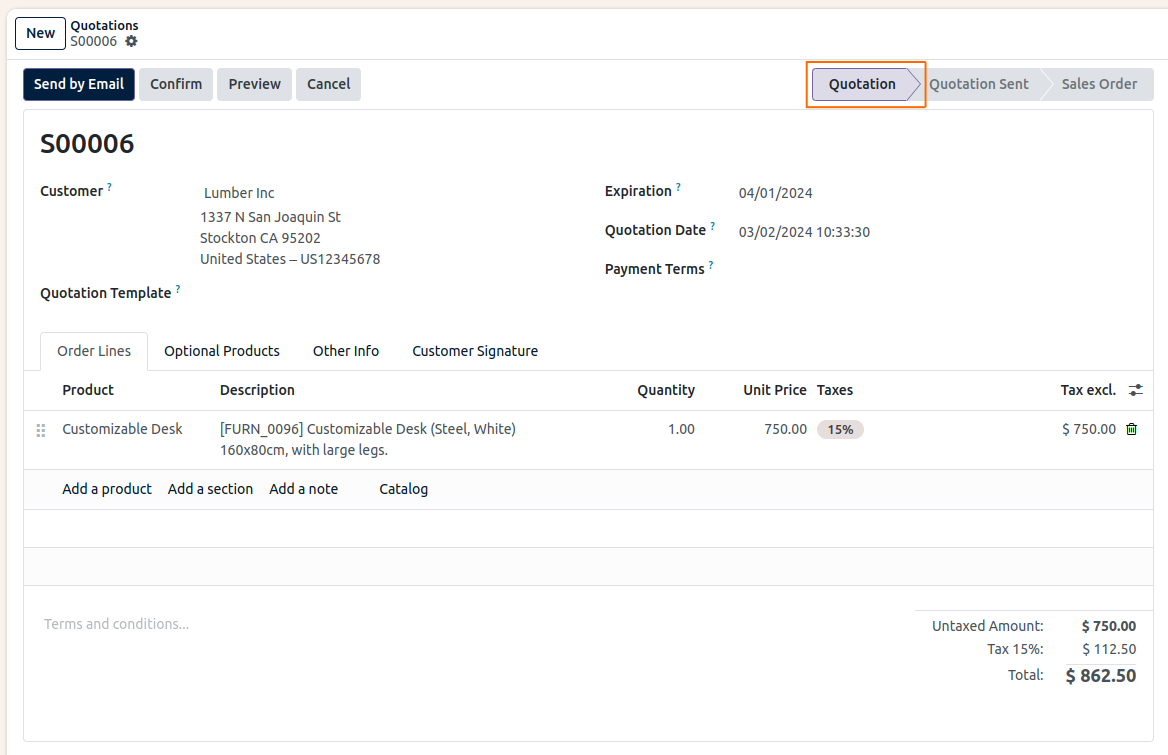 New
Quotations
S00006
Send by Email Confirm Preview Cancel Quotation Quotation Sent Sales Order
S00006
Customer ? Lumber Inc
1337 N San Joaquin St
Stockton CA 95202
United States – US12345678
Quotation Template ?
Expiration ? 04/01/2024
Quotation Date ? 03/02/2024 10:33:30
Payment Terms ?
Order Lines Optional Products Other Info Customer Signature
Product Description Quantity Unit Price Taxes Tax excl.
Customizable Desk [FURN_0096] Customizable Desk (Steel, White) 1.00 750.00 15% $ 750.00
160x80cm, with large legs.
Add a product Add a section Add a note Catalog
Terms and conditions...
Untaxed Amount: $ 750.00
Tax 15%: $ 112.50
Total: $ 862.50